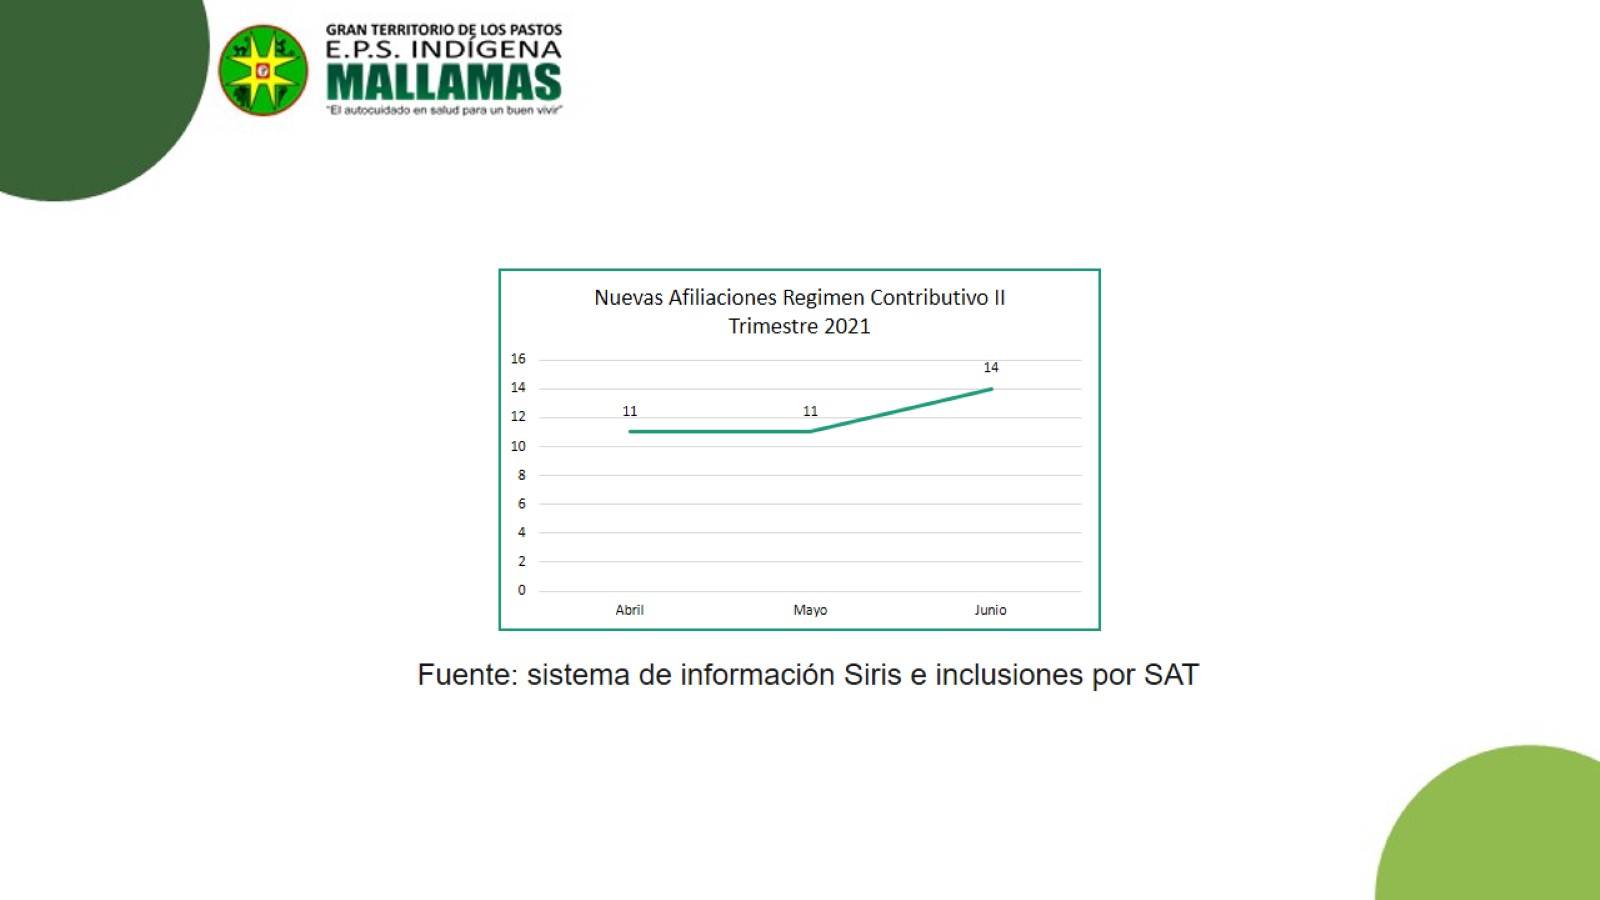 GRAN TERRITORIO DE LOS PASTOS
E.P.S. INDÍGENA
MALLAMAS
"El autocuidado en salud para un buen vivir"
Nuevas Afiliaciones Regimen Contributivo II
Trimestre 2021
16
14
12
10
8
6
4
2
0
11
11
14
Abril
Mayo
Junio
Fuente: sistema de información Siris e inclusiones por SAT